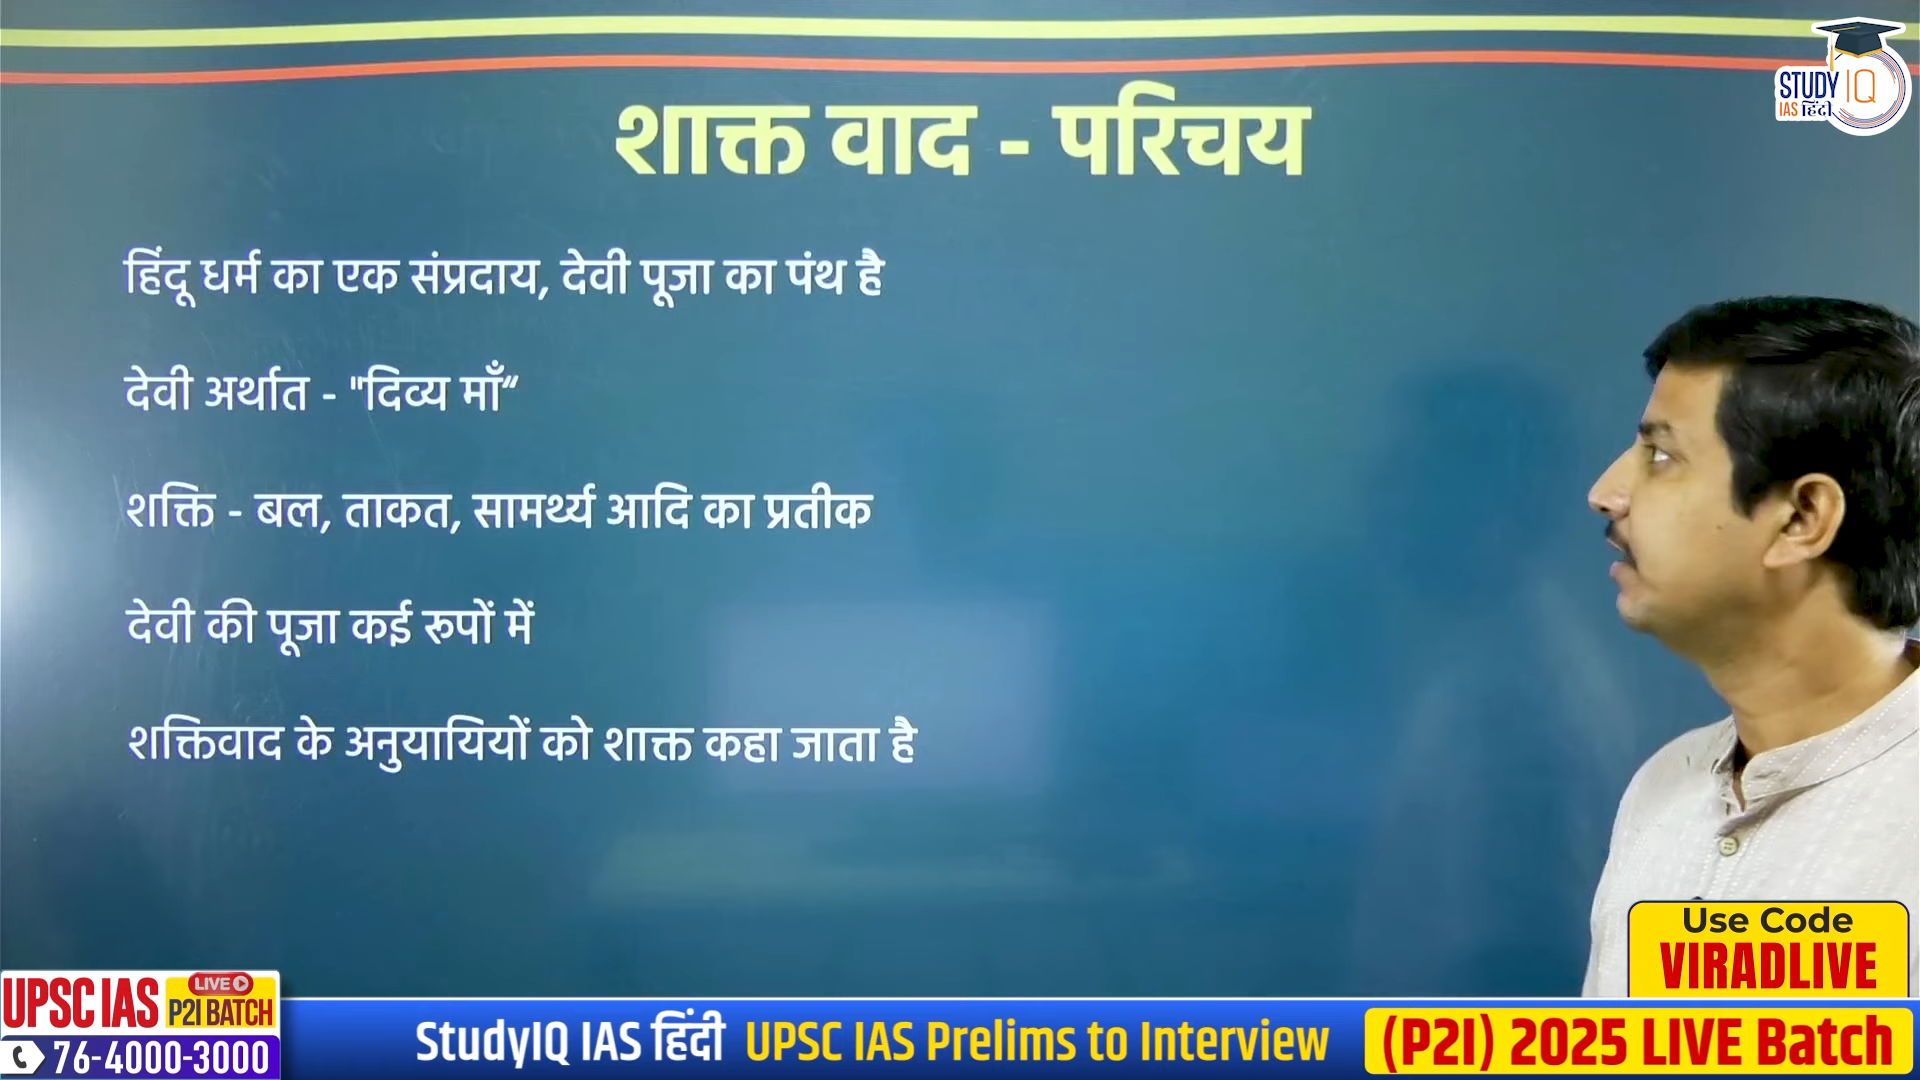 STUDY IQ
IAS हिंदी
शाक्त वाद - परिचय
हिंदू धर्म का एक संप्रदाय, देवी पूजा का पंथ है
देवी अर्थात - "दिव्य माँ“
शक्ति - बल, ताकत, सामर्थ्य आदि का प्रतीक
देवी की पूजा कई रूपों में
शक्तिवाद के अनुयायियों को शाक्त कहा जाता है
Use Code
VIRADLIVE
UPSC IAS LIVE
P2I BATCH
76-4000-3000
StudyIQ IAS हिंदी UPSC IAS Prelims to Interview (P2I) 2025 LIVE Batch